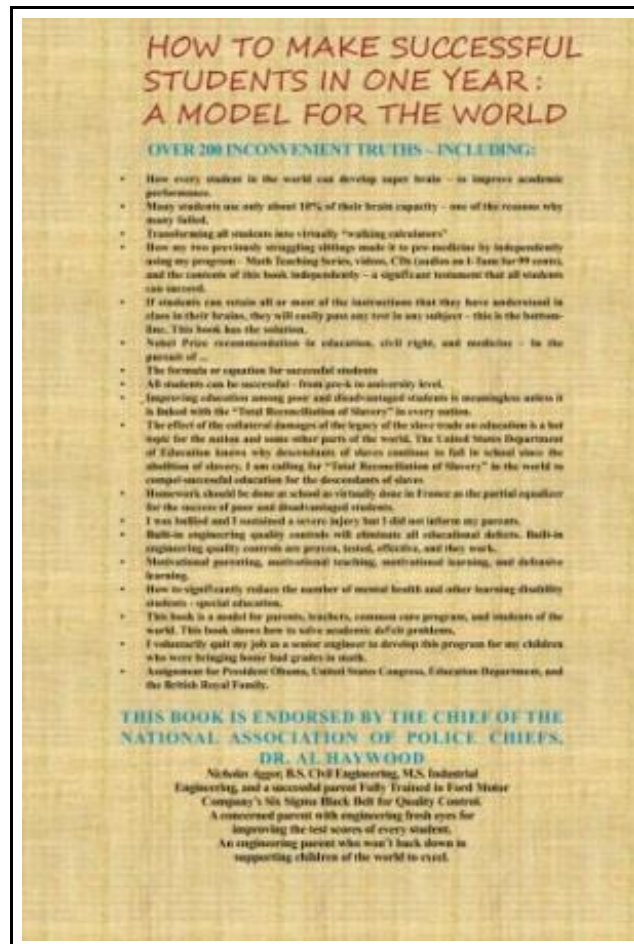 HOW TO MAKE SUCCESSFUL
STUDENTS IN ONE YEAR :
A MODEL FOR THE WORLD
OVER 200 INCONVENIENT TRUTHS – INCLUDING:
• How every student in the world can develop super brain – to improve academic
performance.
• Many students use only about 10% of their brain capacity – one of the reasons why
many failed.
• Transforming all students into virtually "walking calculators"
• How my two previously struggling siblings made it to pre-medicine by independently
using my program – Math Teaching Series, videos, CDs (audios on I-Tune for 99 cents),
and the contents of this book independently – a significant testament that all students
can succeed.
• If students can retain all or most of the instructions that they have understood in
class in their brains, they will easily pass any test in any subject – this is the bottom-
line. This book has the solution.
• Nobel Prize recommendation in education, civil right, and medicine – In the
pursuit of ...
• The formula or equation for successful students
• All students can be successful - from pre-k to university level.
• Improving education among poor and disadvantaged students is meaningless unless it
is linked with the "Total Reconciliation of Slavery" in every nation.
• The effect of the collateral damages of the legacy of the slave trade on education is a hot
topic for the nation and some other parts of the world. The United States Department
of Education knows why descendants of slaves continue to fail in school since the
abolition of slavery. I am calling for "Total Reconciliation of Slavery" in the world to
compel-successful education for the descendants of slaves
• Homework should be done at school as virtually done in France as the partial equalizer
for the success of poor and disadvantaged students.
• I was bullied and I sustained a severe injury but I did not inform my parents.
• Built-in engineering quality controls will eliminate all educational defects. Built-in
engineering quality controls are proven, tested, effective, and they work.
• Motivational parenting, motivational teaching, motivational learning, and defensive
learning.
• How to significantly reduce the number of mental health and other learning disability
students - special education.
• This book is a model for parents, teachers, common core program, and students of the
world. This book shows how to solve academic deficit problems.
• I voluntarily quit my job as a senior engineer to develop this program for my children
who were bringing home bad grades in math.
• Assignment for President Obama, United States Congress, Education Department, and
the British Royal Family.
THIS BOOK IS ENDORSED BY THE CHIEF OF THE
NATIONAL ASSOCIATION OF POLICE CHIEFS,
DR. AL HAYWOOD
Nicholas Aggor, B.S. Civil Engineering, M.S. Industrial
Engineering, and a successful parent Fully Trained in Ford Motor
Company's Six Sigma Black Belt for Quality Control.
A concerned parent with engineering fresh eyes for
improving the test scores of every student.
An engineering parent who won't back down in
supporting children of the world to excel.